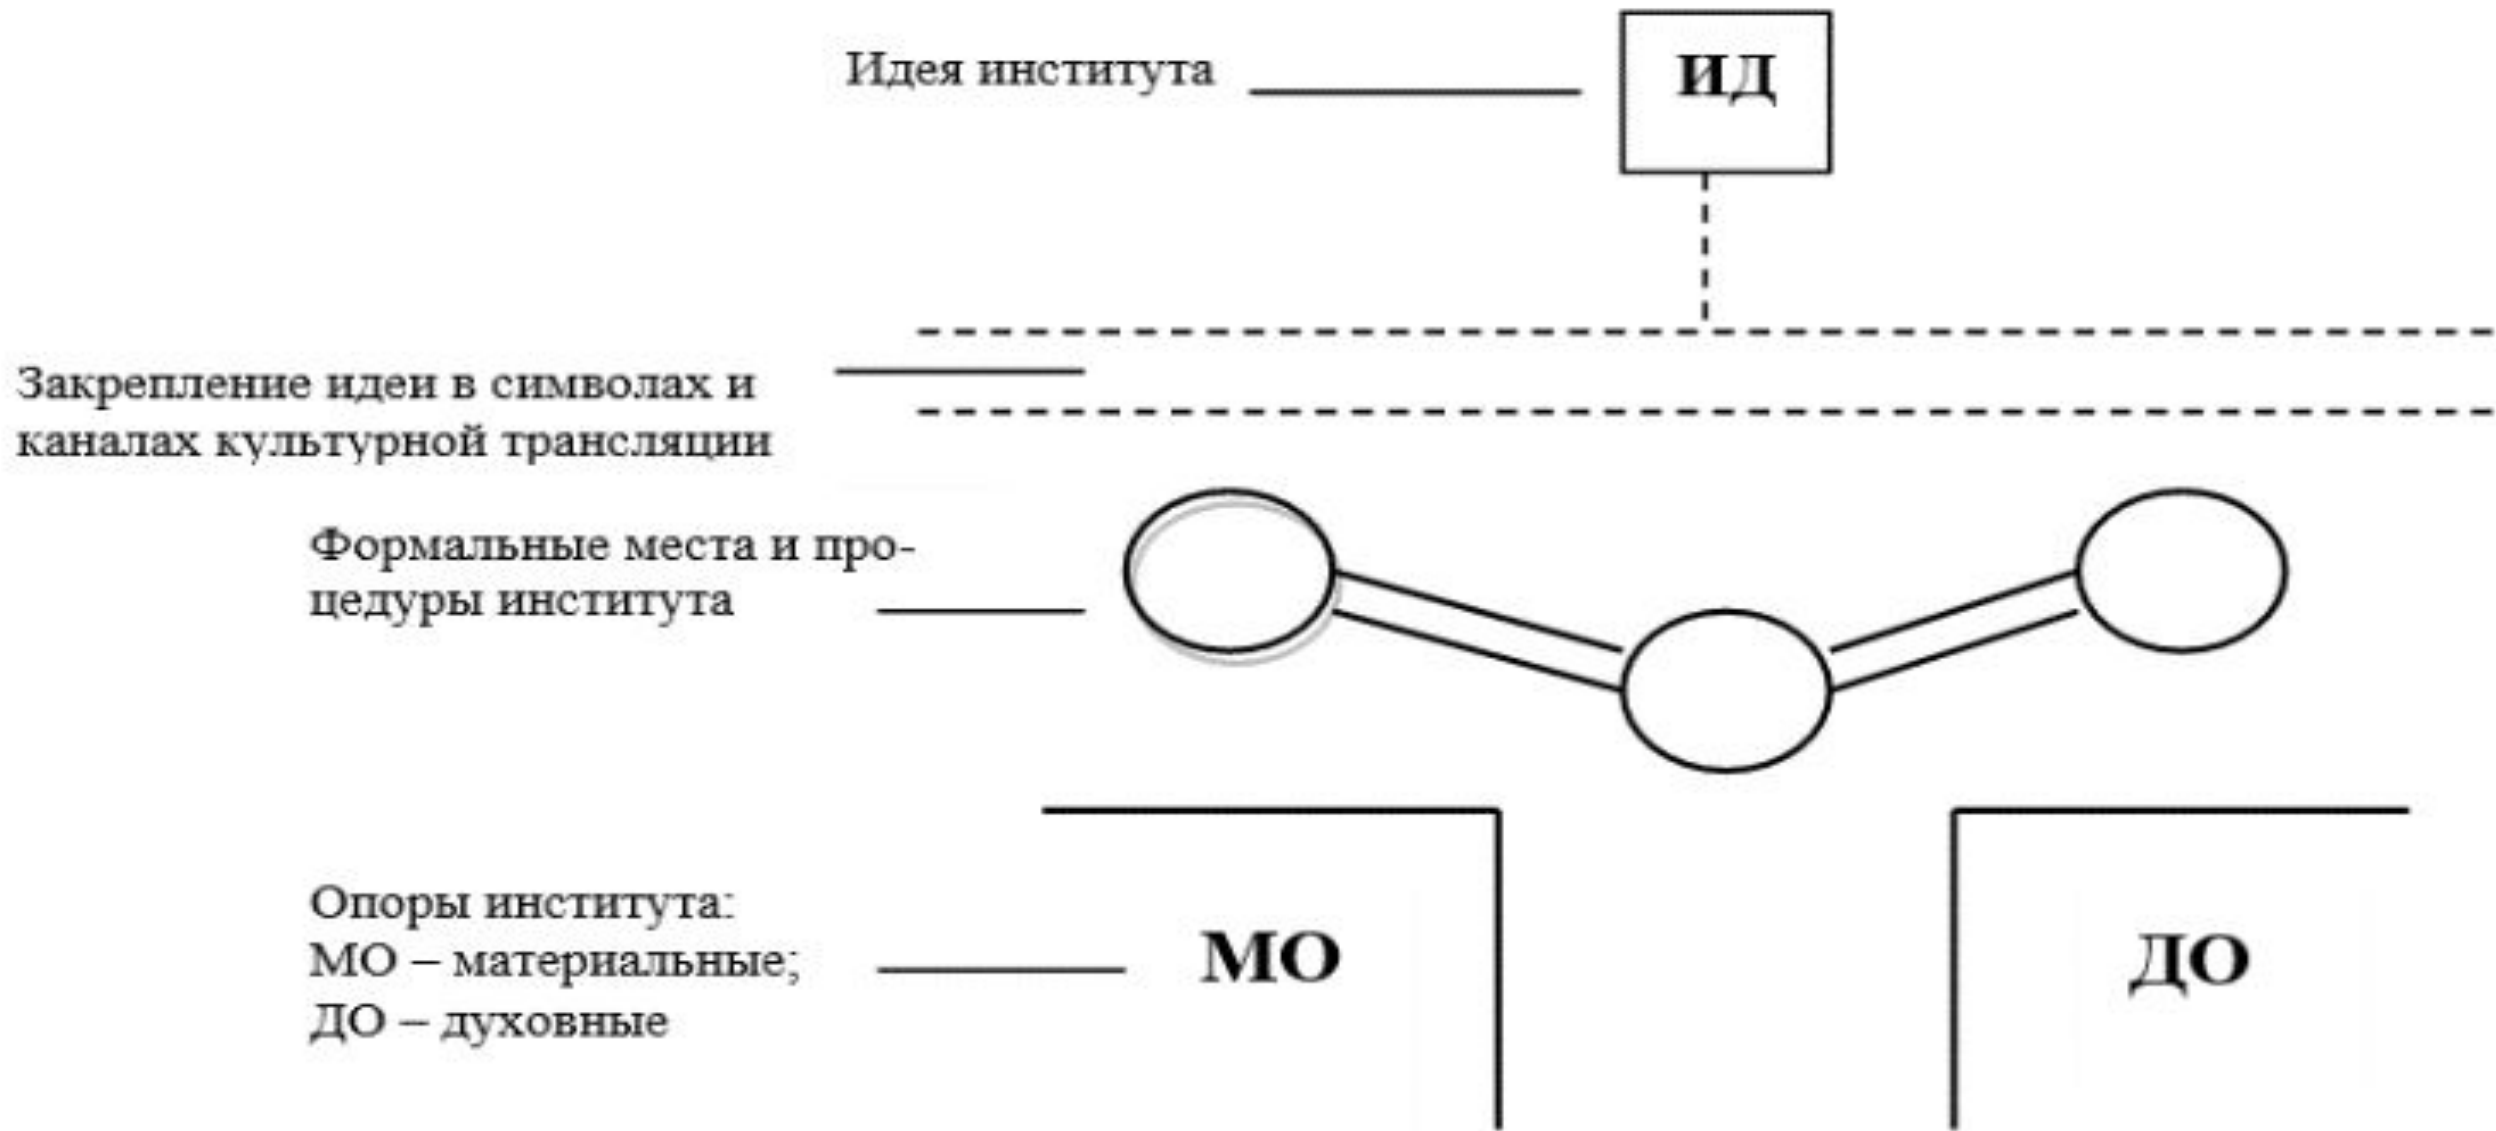 Идея института
ИД
Закрепление идеи в символах и
каналах культурной трансляции
Формальные места и про-
цедуры института
Опоры института:
МО – материальные;
ДО – духовные
МО
ДО